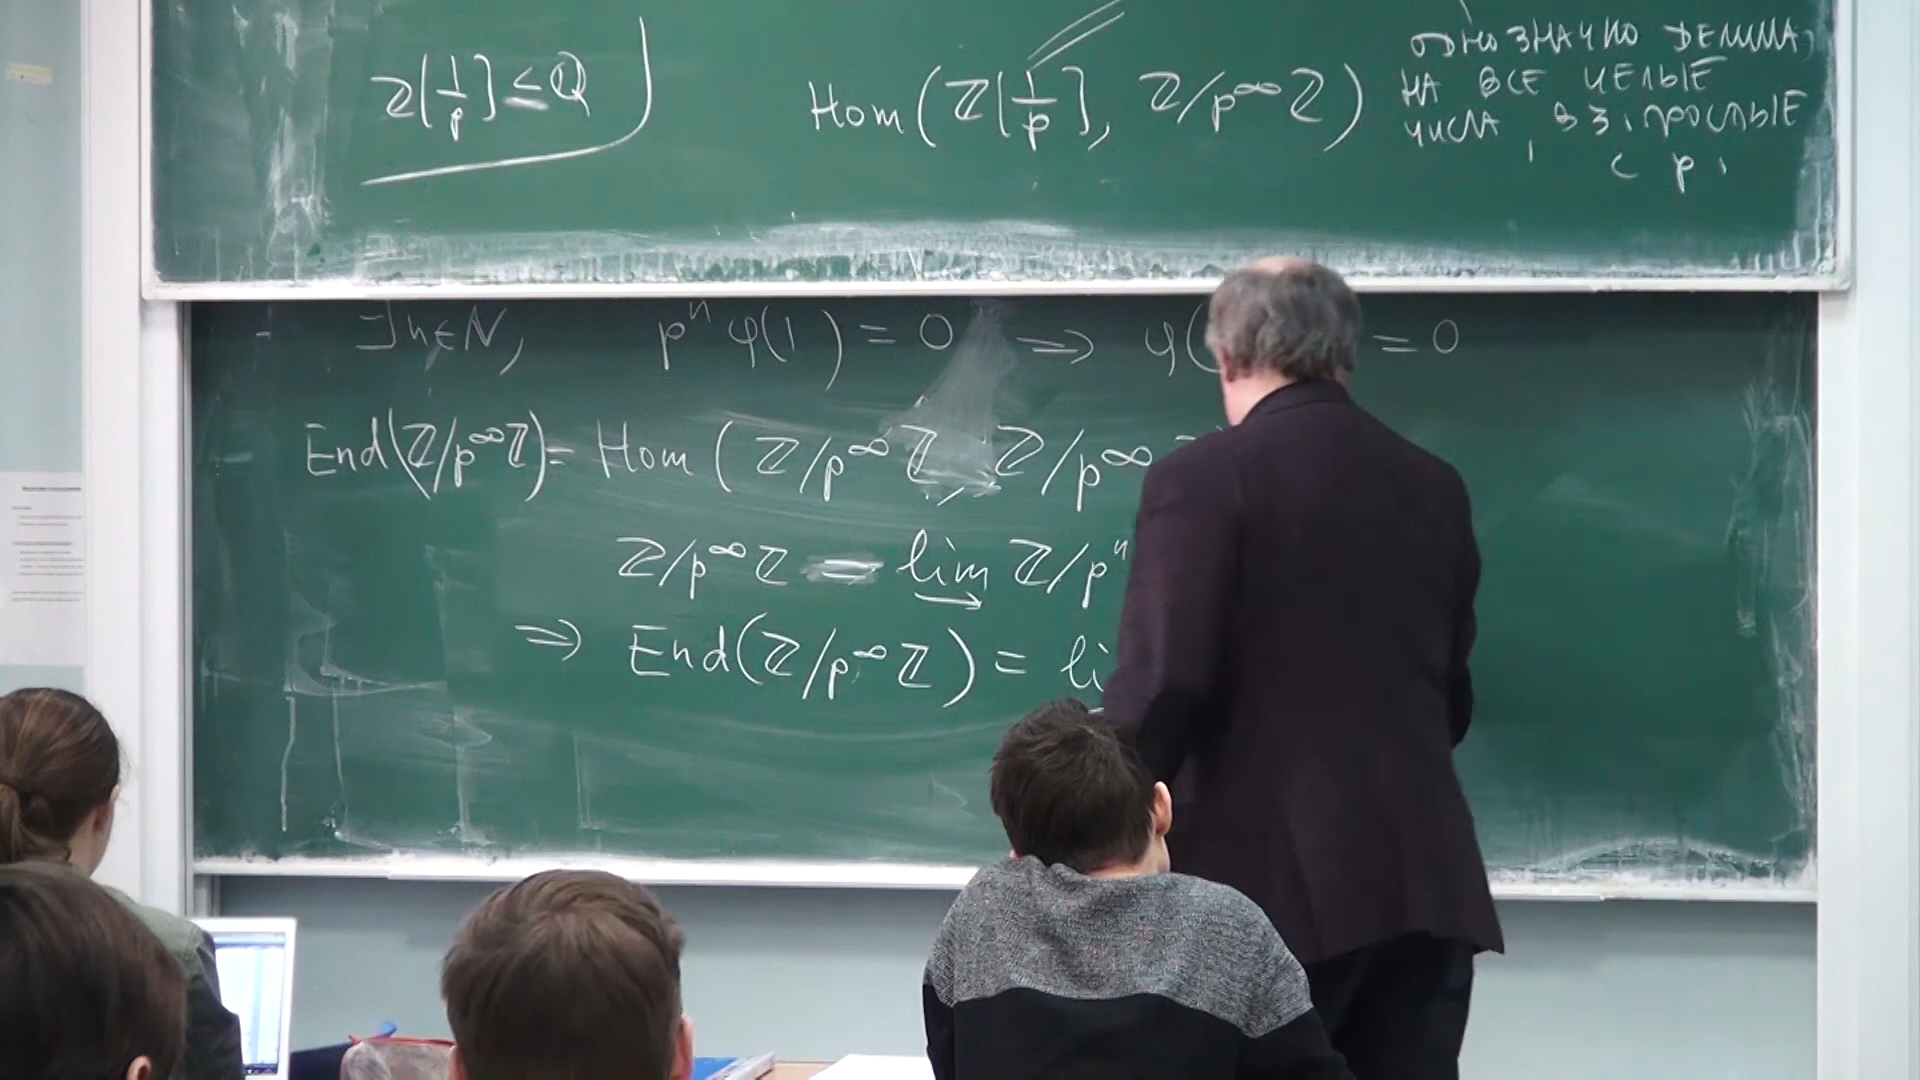 Z[1/p] ≤ Q
Hom(Z[1/p], Z/p^∞Z)
однозначно делима
на все целые
числа, вз. простые
с p.
∃n∈N, p^n φ(1) = 0 ⟹ φ( = 0
End(Z/p^∞Z) = Hom(Z/p^∞Z, Z/p^∞
Z/p^∞Z = lim→ Z/p^n
⇒ End(Z/p^∞Z) = li